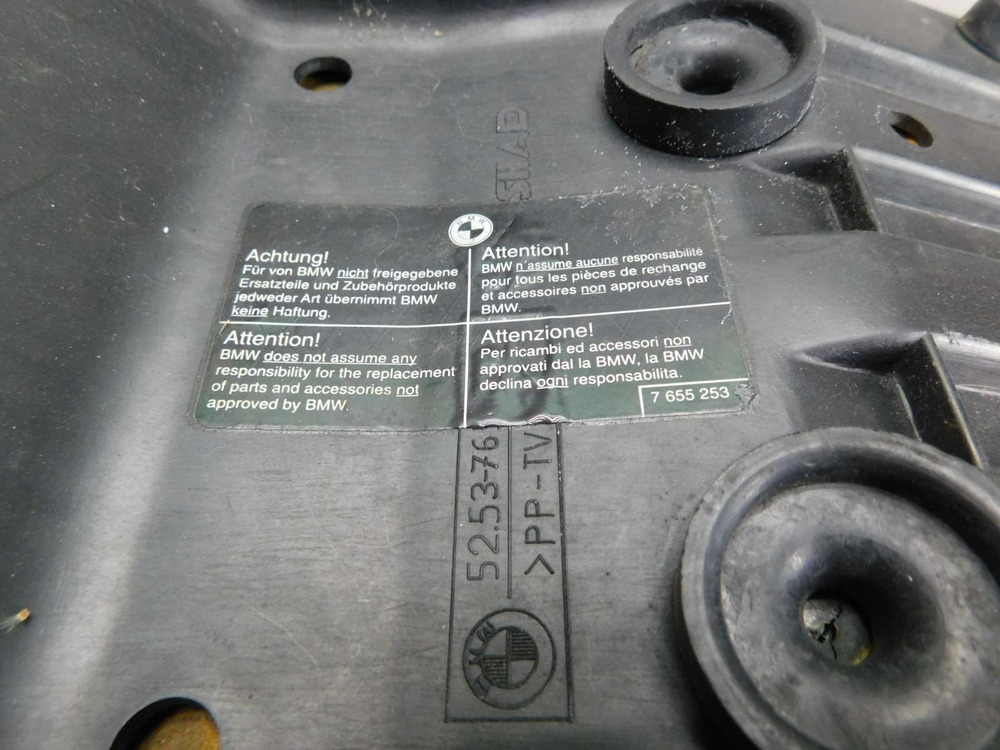 SHAD
BMW
Achtung!
Für von BMW nicht freigegebene
Ersatzteile und Zubehörprodukte
jedweder Art übernimmt BMW
keine Haftung.
Attention!
BMW n'assume aucune responsabilité
pour tous les pièces de rechange
et accessoires non approuvés par
BMW.
Attention!
BMW does not assume any
responsibility for the replacement
of parts and accessories not
approved by BMW.
Attenzione!
Per ricambi ed accessori non
approvati dal la BMW, la BMW
declina ogni responsabilita.
7 655 253
52.53-76
>PP-TV
BMW